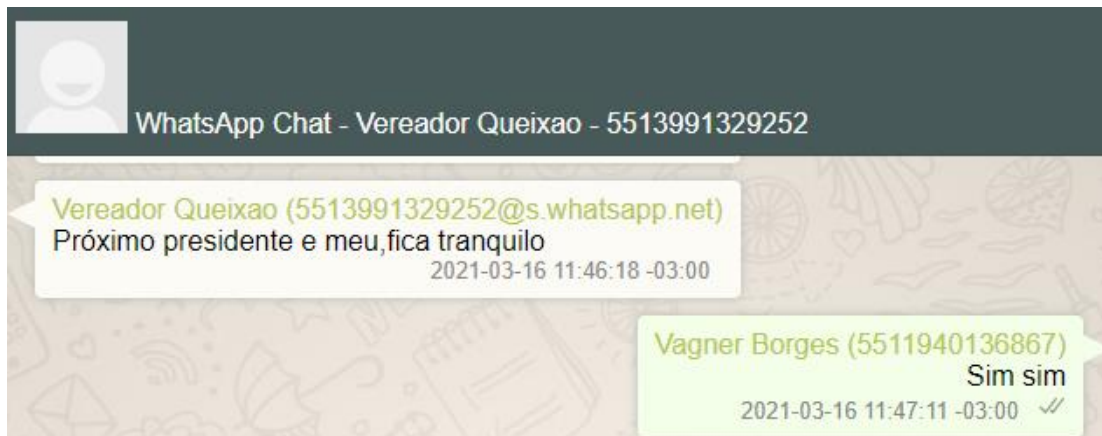 WhatsApp Chat - Vereador Queixao - 5513991329252
Vereador Queixao (5513991329252@s.whatsapp.net)
Próximo presidente e meu,fica tranquilo
2021-03-16 11:46:18 -03:00
Vagner Borges (5511940136867)
Sim sim
2021-03-16 11:47:11 -03:00